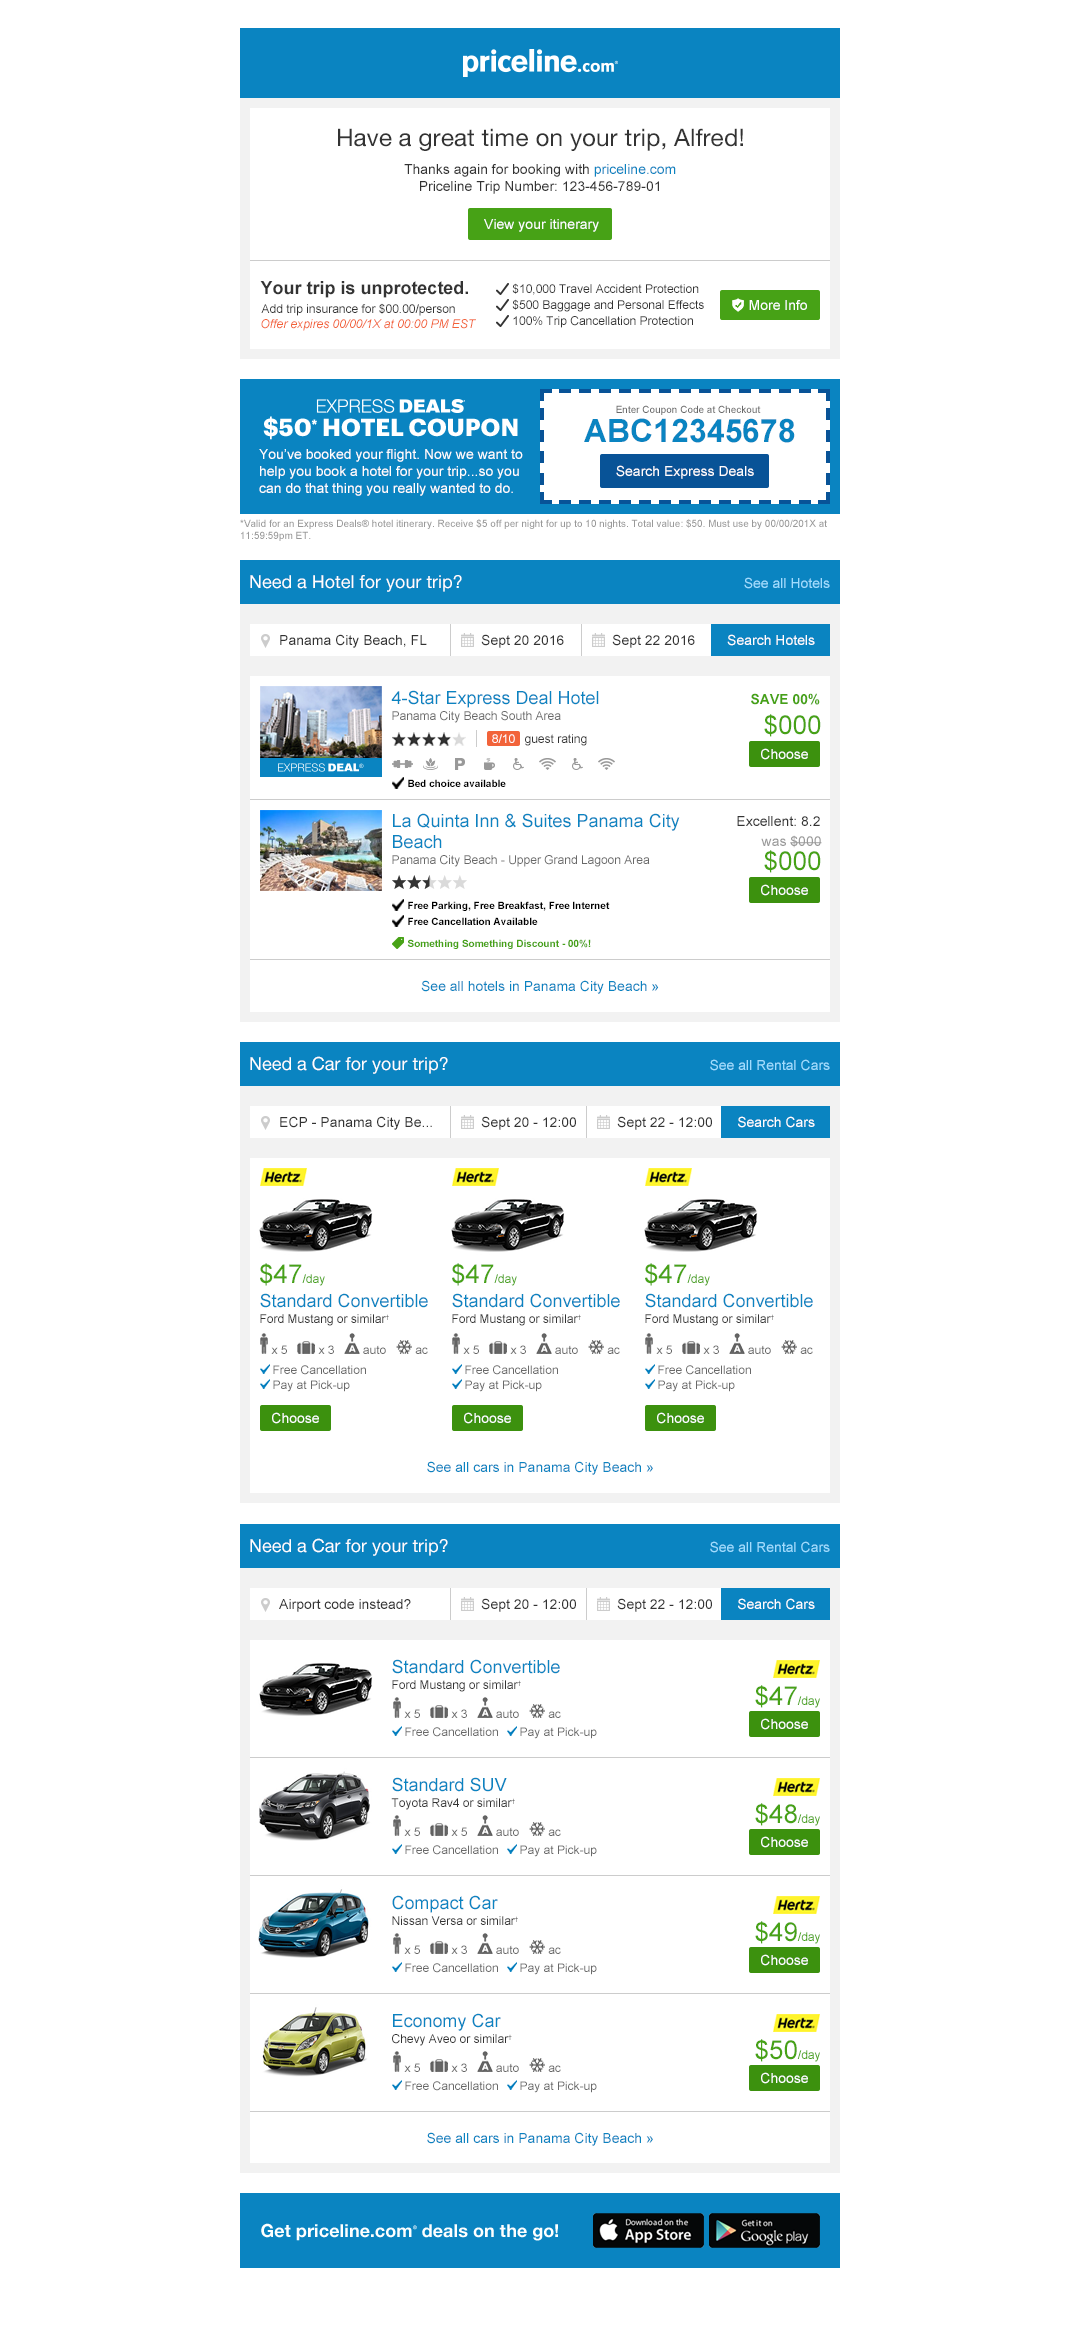 priceline.com®
Have a great time on your trip, Alfred!
Thanks again for booking with priceline.com
Priceline Trip Number: 123-456-789-01
View your itinerary
Your trip is unprotected.
Add trip insurance for $00.00/person
Offer expires 00/00/1X at 00:00 PM EST
$10,000 Travel Accident Protection
$500 Baggage and Personal Effects
100% Trip Cancellation Protection
More Info
EXPRESS DEALS®
$50* HOTEL COUPON
You've booked your flight. Now we want to
help you book a hotel for your trip...so you
can do that thing you really wanted to do.
Enter Coupon Code at Checkout
ABC12345678
Search Express Deals
*Valid for an Express Deals® hotel itinerary. Receive $5 off per night for up to 10 nights. Total value: $50. Must use by 00/00/201X at
11:59:59pm ET.
Need a Hotel for your trip?
See all Hotels
Panama City Beach, FL
Sept 20 2016
Sept 22 2016
Search Hotels
EXPRESS DEAL®
4-Star Express Deal Hotel
Panama City Beach South Area
8/10 guest rating
P
Bed choice available
SAVE 00%
$000
Choose
La Quinta Inn & Suites Panama City
Beach
Panama City Beach - Upper Grand Lagoon Area
Free Parking, Free Breakfast, Free Internet
Free Cancellation Available
Something Something Discount - 00%!
Excellent: 8.2
was $000
$000
Choose
See all hotels in Panama City Beach »
Need a Car for your trip?
See all Rental Cars
ECP - Panama City Be...
Sept 20 - 12:00
Sept 22 - 12:00
Search Cars
Hertz.
$47/day
Standard Convertible
Ford Mustang or similar†
x 5 x 3 A auto ac
Free Cancellation
Pay at Pick-up
Choose
Hertz.
$47/day
Standard Convertible
Ford Mustang or similar†
x 5 x 3 A auto ac
Free Cancellation
Pay at Pick-up
Choose
Hertz.
$47/day
Standard Convertible
Ford Mustang or similar†
x 5 x 3 A auto ac
Free Cancellation
Pay at Pick-up
Choose
See all cars in Panama City Beach »
Need a Car for your trip?
See all Rental Cars
Airport code instead?
Sept 20 - 12:00
Sept 22 - 12:00
Search Cars
Standard Convertible
Ford Mustang or similar†
x 5 x 3 A auto ac
Free Cancellation Pay at Pick-up
Hertz.
$47/day
Choose
Standard SUV
Toyota Rav4 or similar†
x 5 x 5 A auto ac
Free Cancellation Pay at Pick-up
Hertz.
$48/day
Choose
Compact Car
Nissan Versa or similar†
x 5 x 3 A auto ac
Free Cancellation Pay at Pick-up
Hertz.
$49/day
Choose
Economy Car
Chevy Aveo or similar†
x 5 x 3 A auto ac
Free Cancellation Pay at Pick-up
Hertz.
$50/day
Choose
See all cars in Panama City Beach »
Get priceline.com® deals on the go!
Download on the
App Store
Get it on
Google play